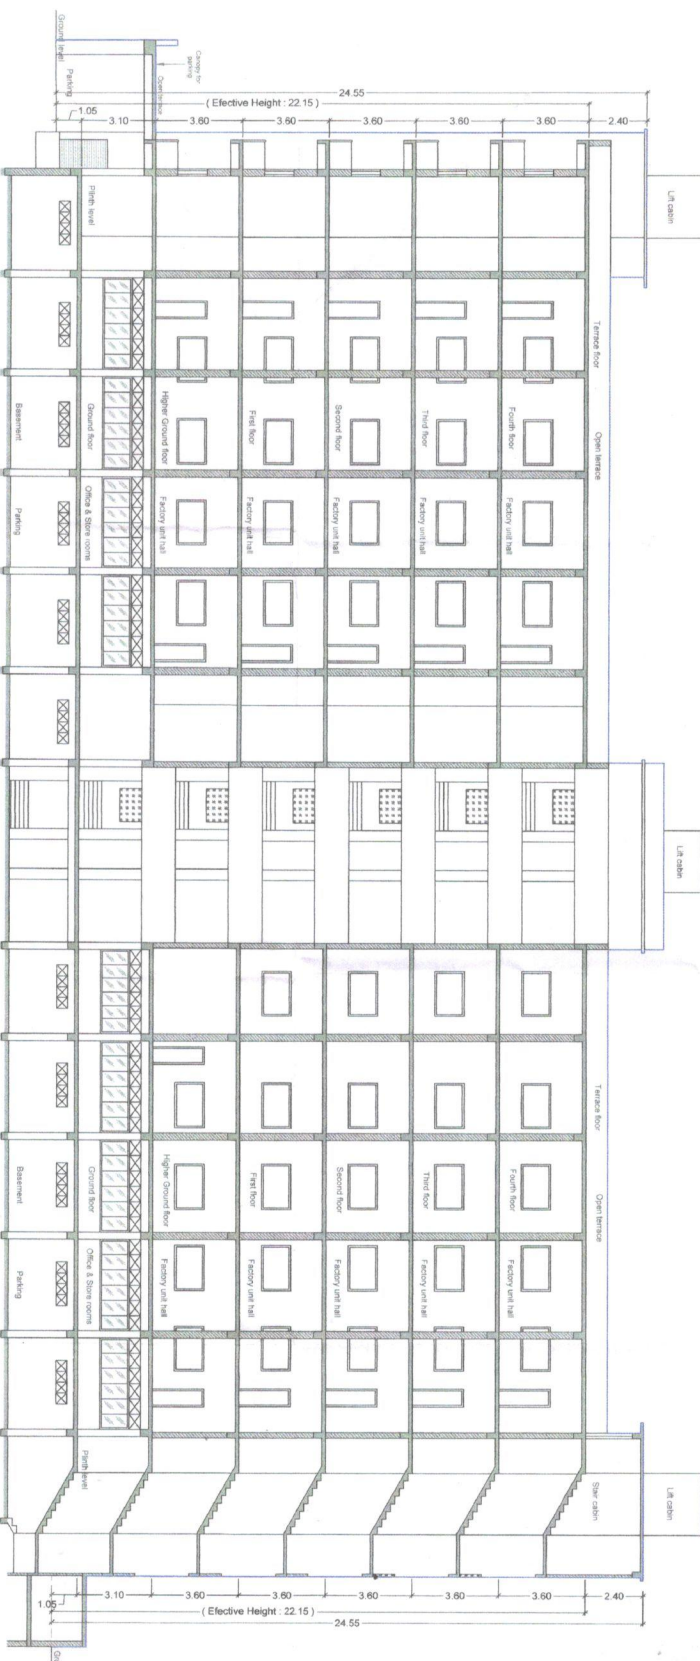 Lift cabin
Lift cabin
Lift cabin
Stair cabin
Terrace floor
Open terrace
Terrace floor
Open terrace
Fourth floor
Factory unit hall
Fourth floor
Factory unit hall
Third floor
Factory unit hall
Third floor
Factory unit hall
Second floor
Factory unit hall
Second floor
Factory unit hall
First floor
Factory unit hall
First floor
Factory unit hall
Higher Ground floor
Factory unit hall
Higher Ground floor
Factory unit hall
Canopy for
parking
Open terrace
Plinth level
Ground floor
Office & Store rooms
Ground floor
Office & Store rooms
Plinth level
Ground level
Parking
Basement
Parking
Basement
Parking
24.55
( Efective Height : 22.15 )
1.05
3.10
3.60
3.60
3.60
3.60
3.60
2.40
1.05
3.10
3.60
3.60
3.60
3.60
3.60
2.40
( Efective Height : 22.15 )
24.55